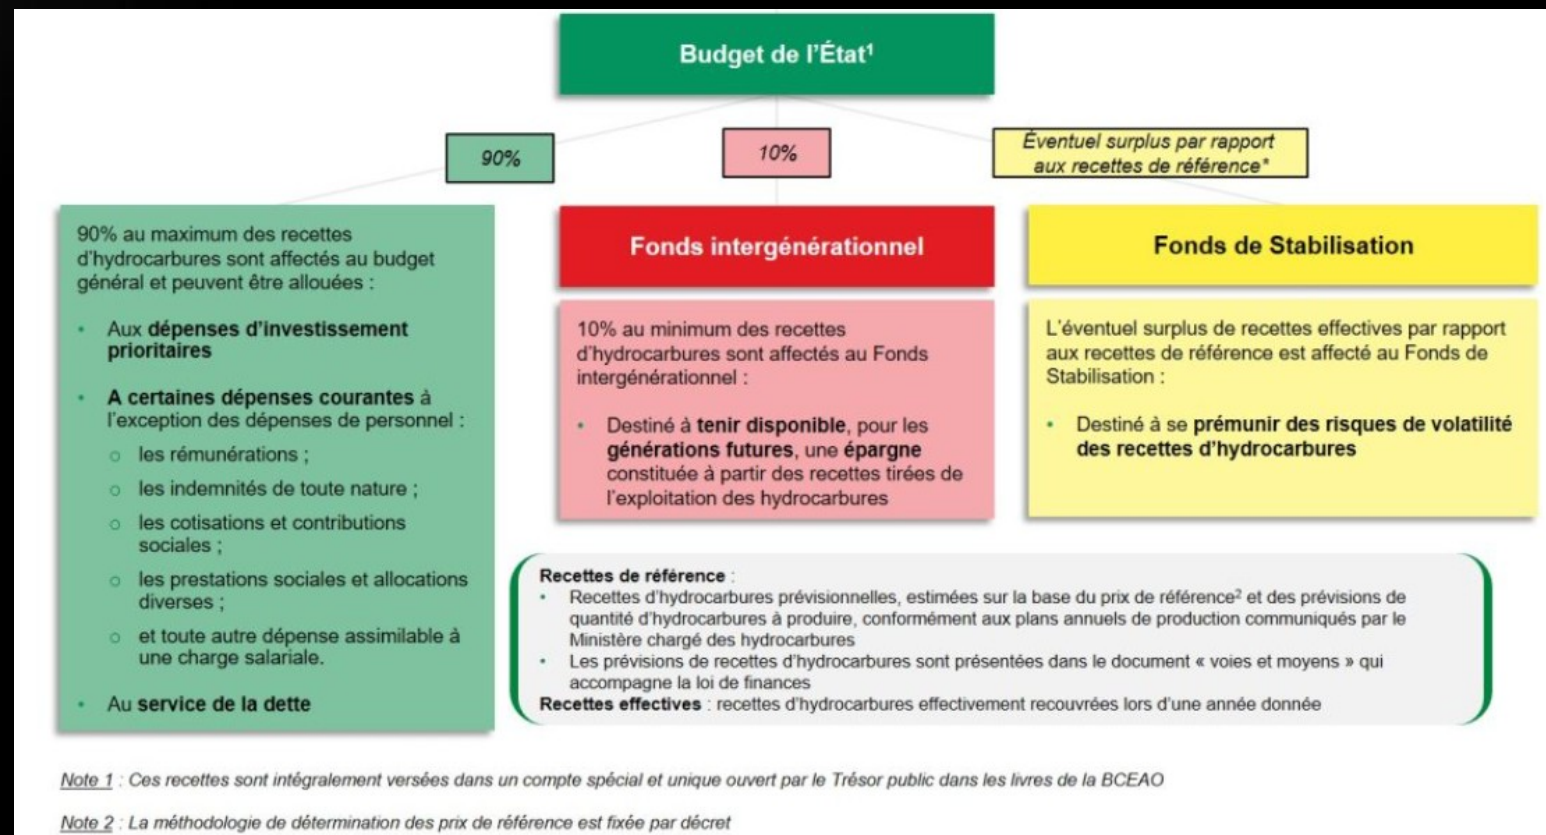 Budget de l'État¹
90%
10%
Éventuel surplus par rapport
aux recettes de référence*
90% au maximum des recettes
d'hydrocarbures sont affectés au budget
général et peuvent être allouées :
• Aux dépenses d'investissement
prioritaires
• A certaines dépenses courantes à
l'exception des dépenses de personnel :
o les rémunérations ;
o les indemnités de toute nature ;
o les cotisations et contributions
sociales ;
o les prestations sociales et allocations
diverses ;
o et toute autre dépense assimilable à
une charge salariale.
• Au service de la dette
Fonds intergénérationnel
10% au minimum des recettes
d'hydrocarbures sont affectés au Fonds
intergénérationnel :
• Destiné à tenir disponible, pour les
générations futures, une épargne
constituée à partir des recettes tirées de
l'exploitation des hydrocarbures
Fonds de Stabilisation
L'éventuel surplus de recettes effectives par rapport
aux recettes de référence est affecté au Fonds de
Stabilisation :
• Destiné à se prémunir des risques de volatilité
des recettes d'hydrocarbures
Recettes de référence :
• Recettes d'hydrocarbures prévisionnelles, estimées sur la base du prix de référence² et des prévisions de
quantité d'hydrocarbures à produire, conformément aux plans annuels de production communiqués par le
Ministère chargé des hydrocarbures
• Les prévisions de recettes d'hydrocarbures sont présentées dans le document « voies et moyens » qui
accompagne la loi de finances
Recettes effectives : recettes d'hydrocarbures effectivement recouvrées lors d'une année donnée
Note 1 : Ces recettes sont intégralement versées dans un compte spécial et unique ouvert par le Trésor public dans les livres de la BCEAO
Note 2 : La méthodologie de détermination des prix de référence est fixée par décret